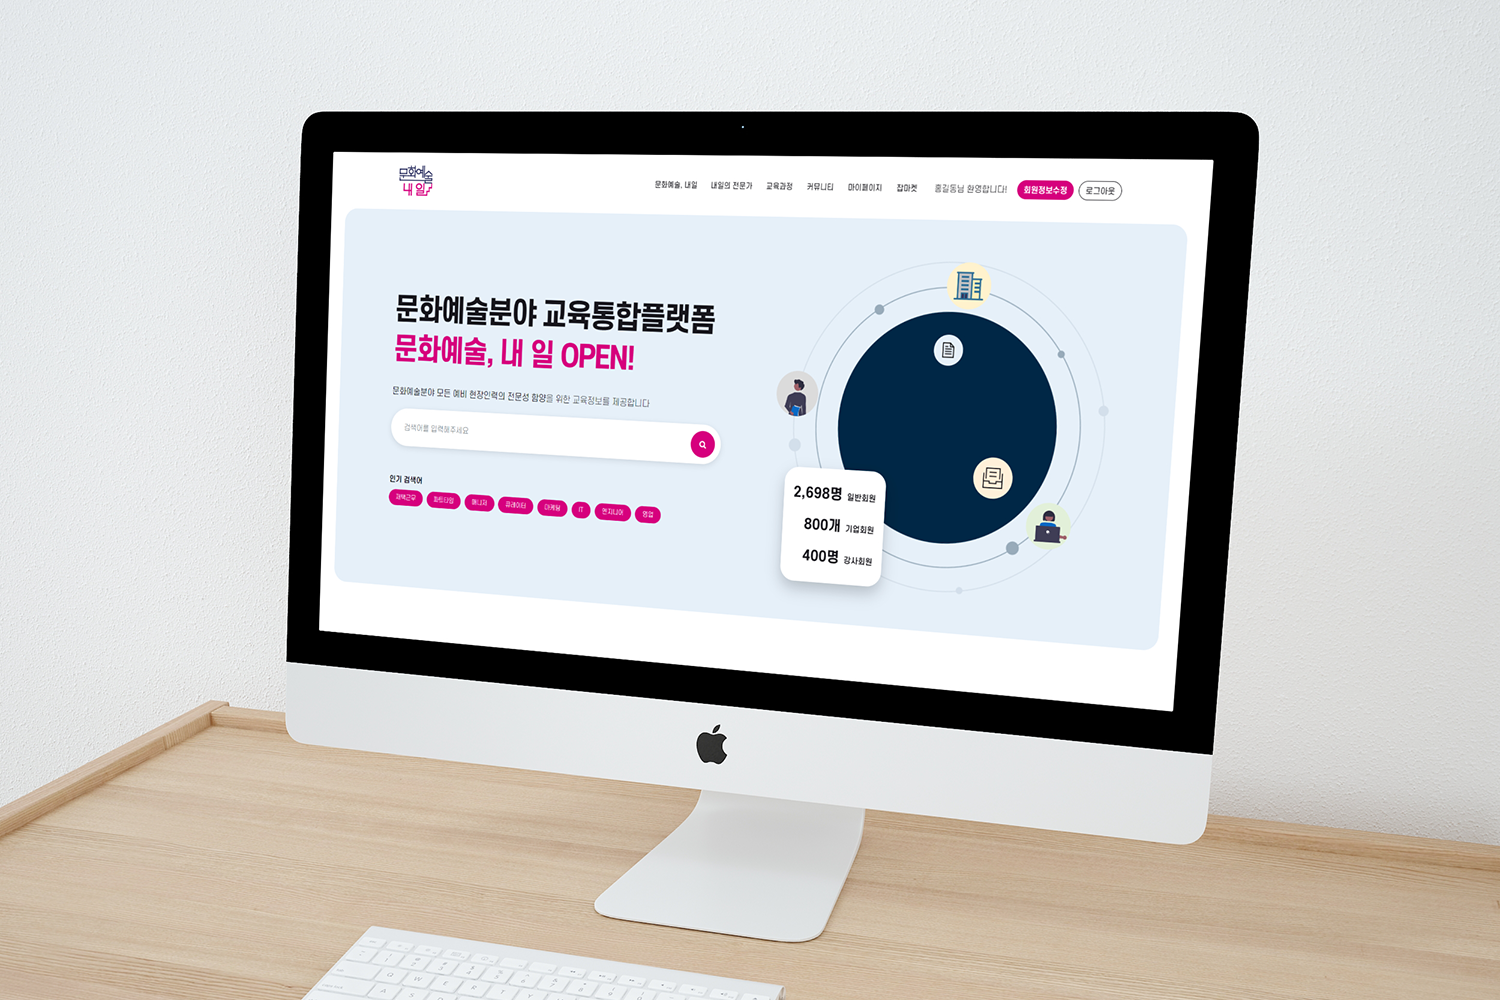 문화예술
내 일
문화예술, 내일 내일의 전문가 교육과정 커뮤니티 마이페이지 잡마켓 홍길동님 환영합니다! 회원정보수정 로그아웃
문화예술분야 교육통합플랫폼
문화예술, 내 일 OPEN!
문화예술분야 모든 예비 현장인력의 전문성 함양을 위한 교육정보를 제공합니다
검색어를 입력해주세요
인기 검색어
재택근무 파트타임 매니저 큐레이터 마케팅 IT 엔지니어 영업
2,698명 일반회원
800개 기업회원
400명 강사회원